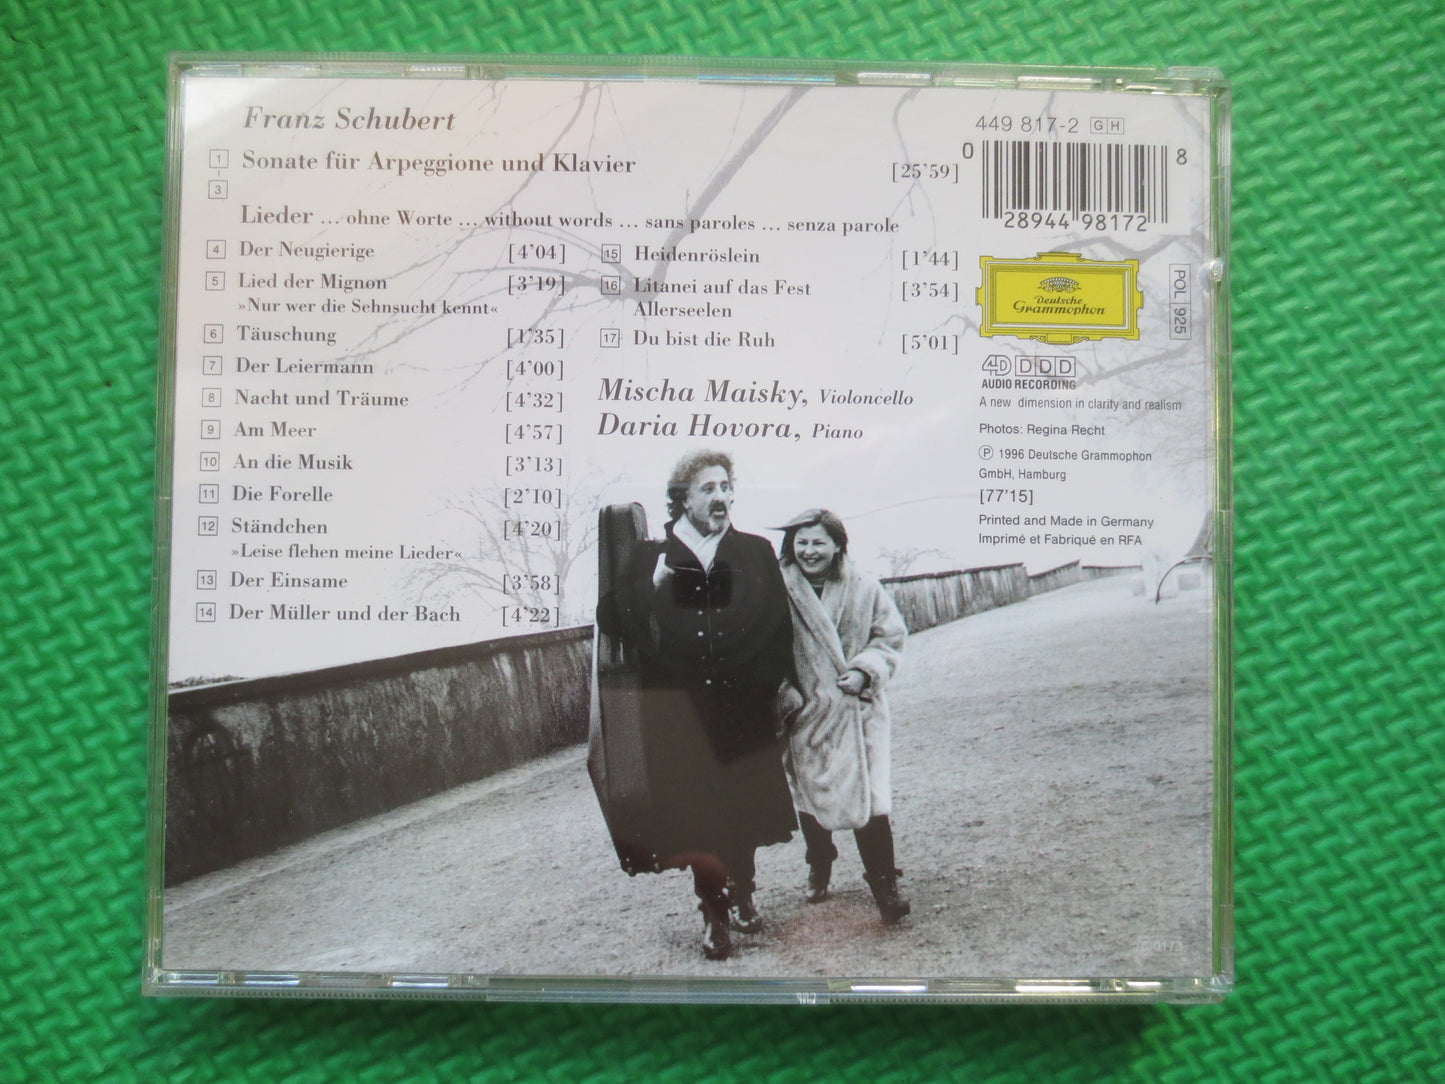 Franz Schubert
1
3
Sonate für Arpeggione und Klavier [25'59]
Lieder ... ohne Worte ... without words ... sans paroles ... senza parole
4 Der Neugierige [4'04]
5 Lied der Mignon [3'19]
»Nur wer die Sehnsucht kennt«
6 Täuschung [1'35]
7 Der Leiermann [4'00]
8 Nacht und Träume [4'32]
9 Am Meer [4'57]
10 An die Musik [3'13]
11 Die Forelle [2'10]
12 Ständchen [4'20]
»Leise flehen meine Lieder«
13 Der Einsame [3'58]
14 Der Müller und der Bach [4'22]
15 Heidenröslein [1'44]
16 Litanei auf das Fest [3'54]
Allerseelen
17 Du bist die Ruh [5'01]
Mischa Maisky, Violoncello
Daria Hovora, Piano
449 817-2 GH
0 28944 98172 8
Deutsche
Grammophon
POL 925
4D DDD
AUDIO RECORDING
A new dimension in clarity and realism
Photos: Regina Recht
Ⓟ 1996 Deutsche Grammophon
GmbH, Hamburg
[77'15]
Printed and Made in Germany
Imprimé et Fabriqué en RFA